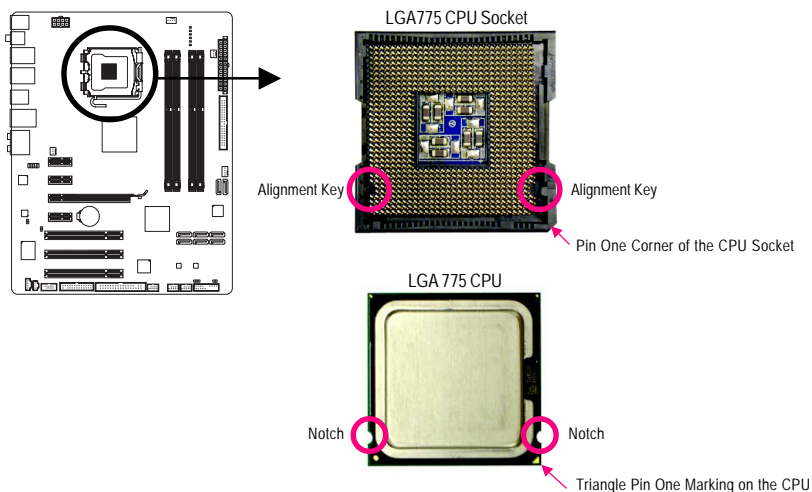 LGA775 CPU Socket
Alignment Key
Alignment Key
Pin One Corner of the CPU Socket
LGA 775 CPU
Notch
Notch
Triangle Pin One Marking on the CPU